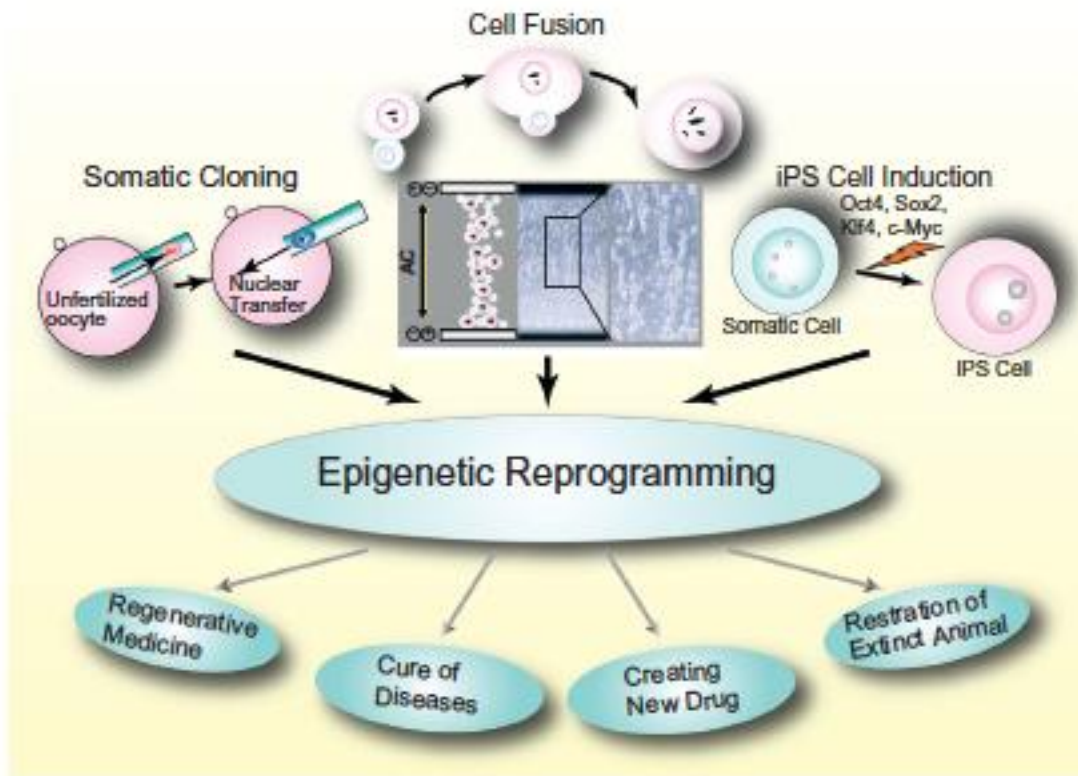 Cell Fusion
Somatic Cloning
Unfertilized
oocyte
Nuclear
Transfer
AC
iPS Cell Induction
Oct4, Sox2,
Klf4, c-Myc
Somatic Cell
iPS Cell
Epigenetic Reprogramming
Regenerative
Medicine
Cure of
Diseases
Creating
New Drug
Restration of
Extinct Animal